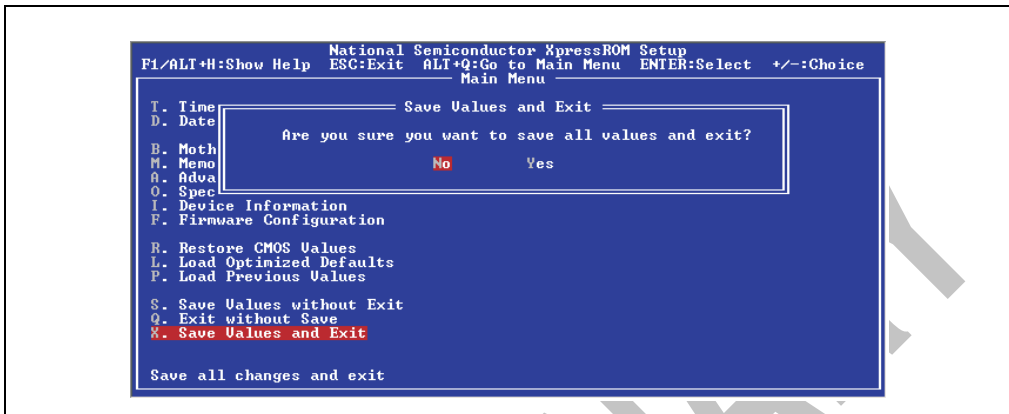 National Semiconductor XpressROM Setup
F1/ALT+H:Show Help ESC:Exit ALT+Q:Go to Main Menu ENTER:Select +/-:Choice
Main Menu
T. Time
D. Date
Save Values and Exit
Are you sure you want to save all values and exit?
No Yes
B. Moth
M. Memo
A. Adva
O. Spec
I. Device Information
F. Firmware Configuration
R. Restore CMOS Values
L. Load Optimized Defaults
P. Load Previous Values
S. Save Values without Exit
Q. Exit without Save
X. Save Values and Exit
Save all changes and exit